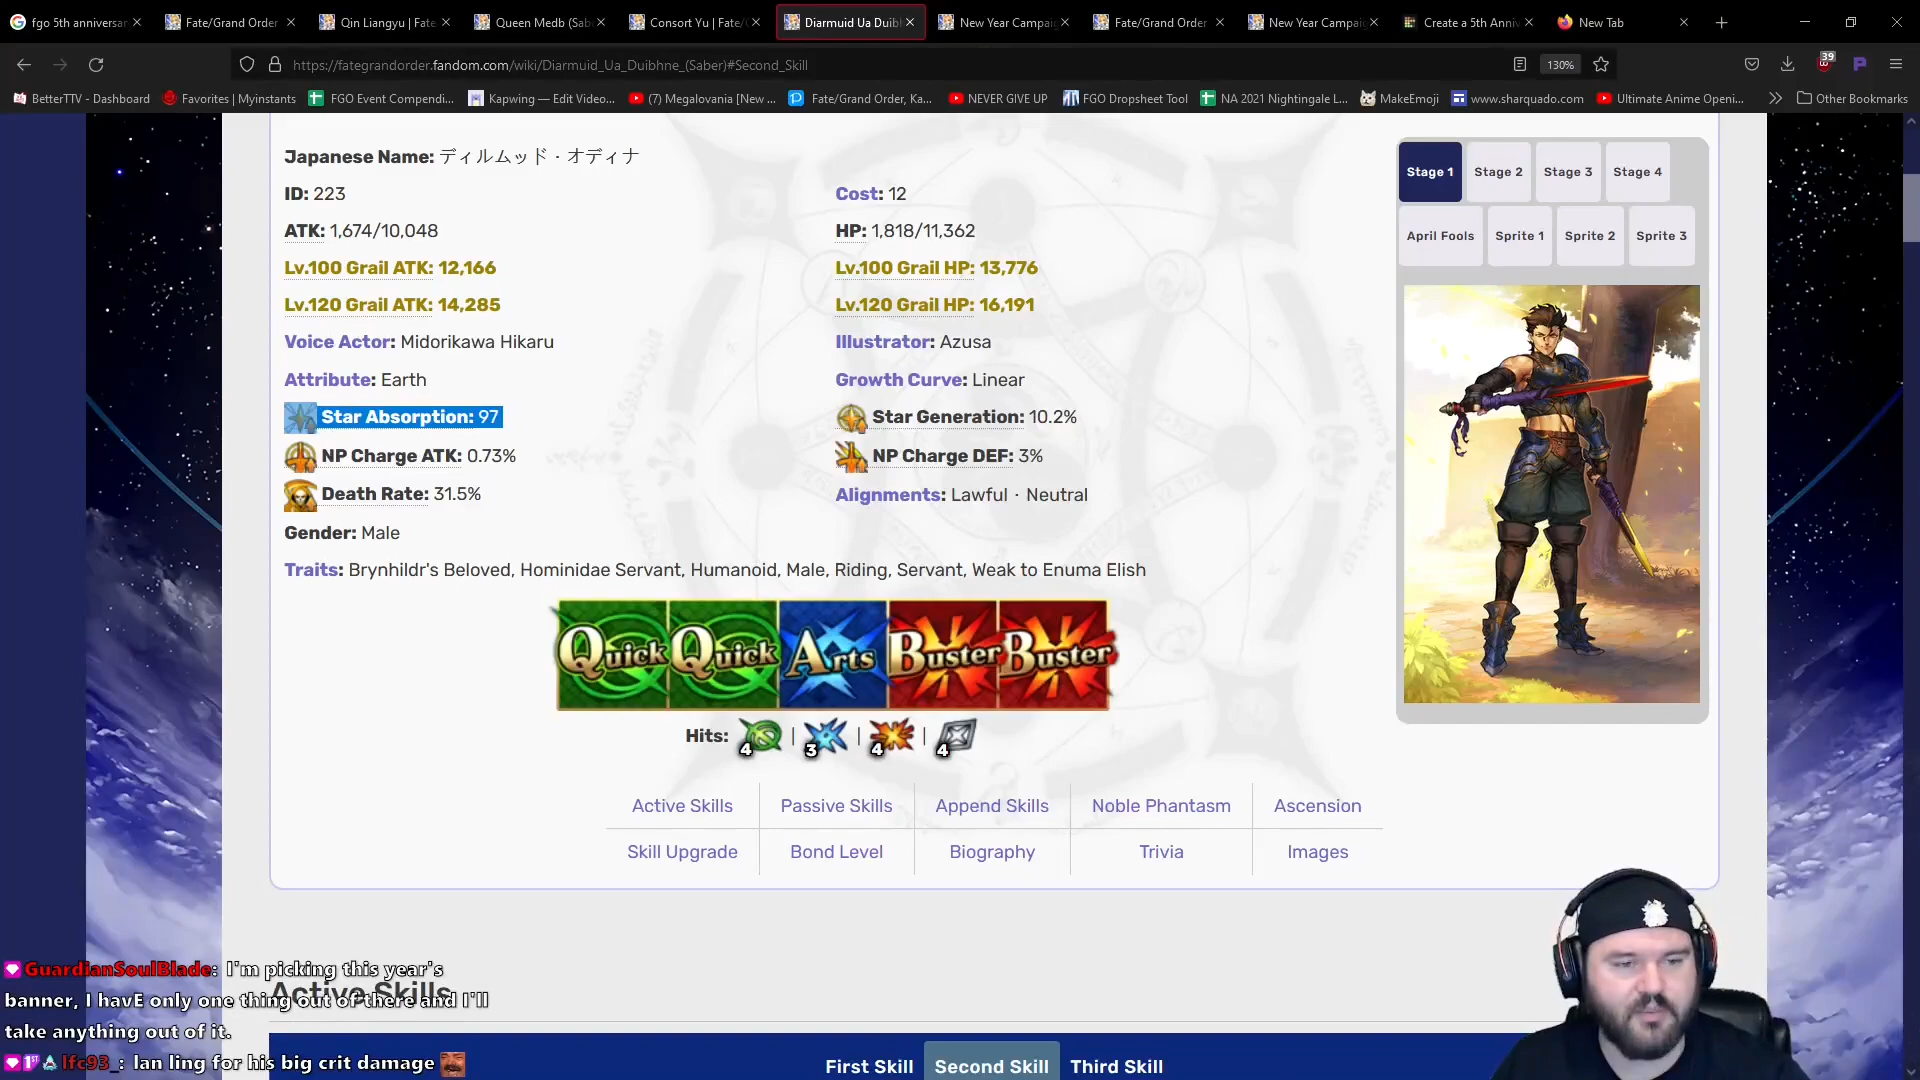 fgo 5th anniversar
Fate/Grand Order
Qin Liangyu | Fate
Queen Medb (Sab
Consort Yu | Fate/G
Diarmuid Ua Duibh
New Year Campaig
Fate/Grand Order
New Year Campaig
Create a 5th Anniv
New Tab
https://fategrandorder.fandom.com/wiki/Diarmuid_Ua_Duibhne_(Saber)#Second_Skill
130%
39
BetterTTV - Dashboard
Favorites | Myinstants
FGO Event Compendi...
Kapwing — Edit Video...
(7) Megalovania [New ...
Fate/Grand Order, Ka...
NEVER GIVE UP
FGO Dropsheet Tool
NA 2021 Nightingale L...
MakeEmoji
www.sharquado.com
Ultimate Anime Openi...
Other Bookmarks
Japanese Name: ディルムッド・オディナ
ID: 223
Cost: 12
ATK: 1,674/10,048
HP: 1,818/11,362
Lv.100 Grail ATK: 12,166
Lv.100 Grail HP: 13,776
Lv.120 Grail ATK: 14,285
Lv.120 Grail HP: 16,191
Voice Actor: Midorikawa Hikaru
Illustrator: Azusa
Attribute: Earth
Growth Curve: Linear
Star Absorption: 97
Star Generation: 10.2%
NP Charge ATK: 0.73%
NP Charge DEF: 3%
Death Rate: 31.5%
Alignments: Lawful · Neutral
Gender: Male
Traits: Brynhildr's Beloved, Hominidae Servant, Humanoid, Male, Riding, Servant, Weak to Enuma Elish
Stage 1 Stage 2 Stage 3 Stage 4
April Fools Sprite 1 Sprite 2 Sprite 3
Quick Quick Arts Buster Buster
Hits: 4 | 3 | 4 | 4
Active Skills Passive Skills Append Skills Noble Phantasm Ascension
Skill Upgrade Bond Level Biography Trivia Images
Active Skills
First Skill Second Skill Third Skill
GuardianSoulBlade: I'm picking this year's
banner, I havE only one thing out of there and I'll
take anything out of it.
1st lfc93_: lan ling for his big crit damage